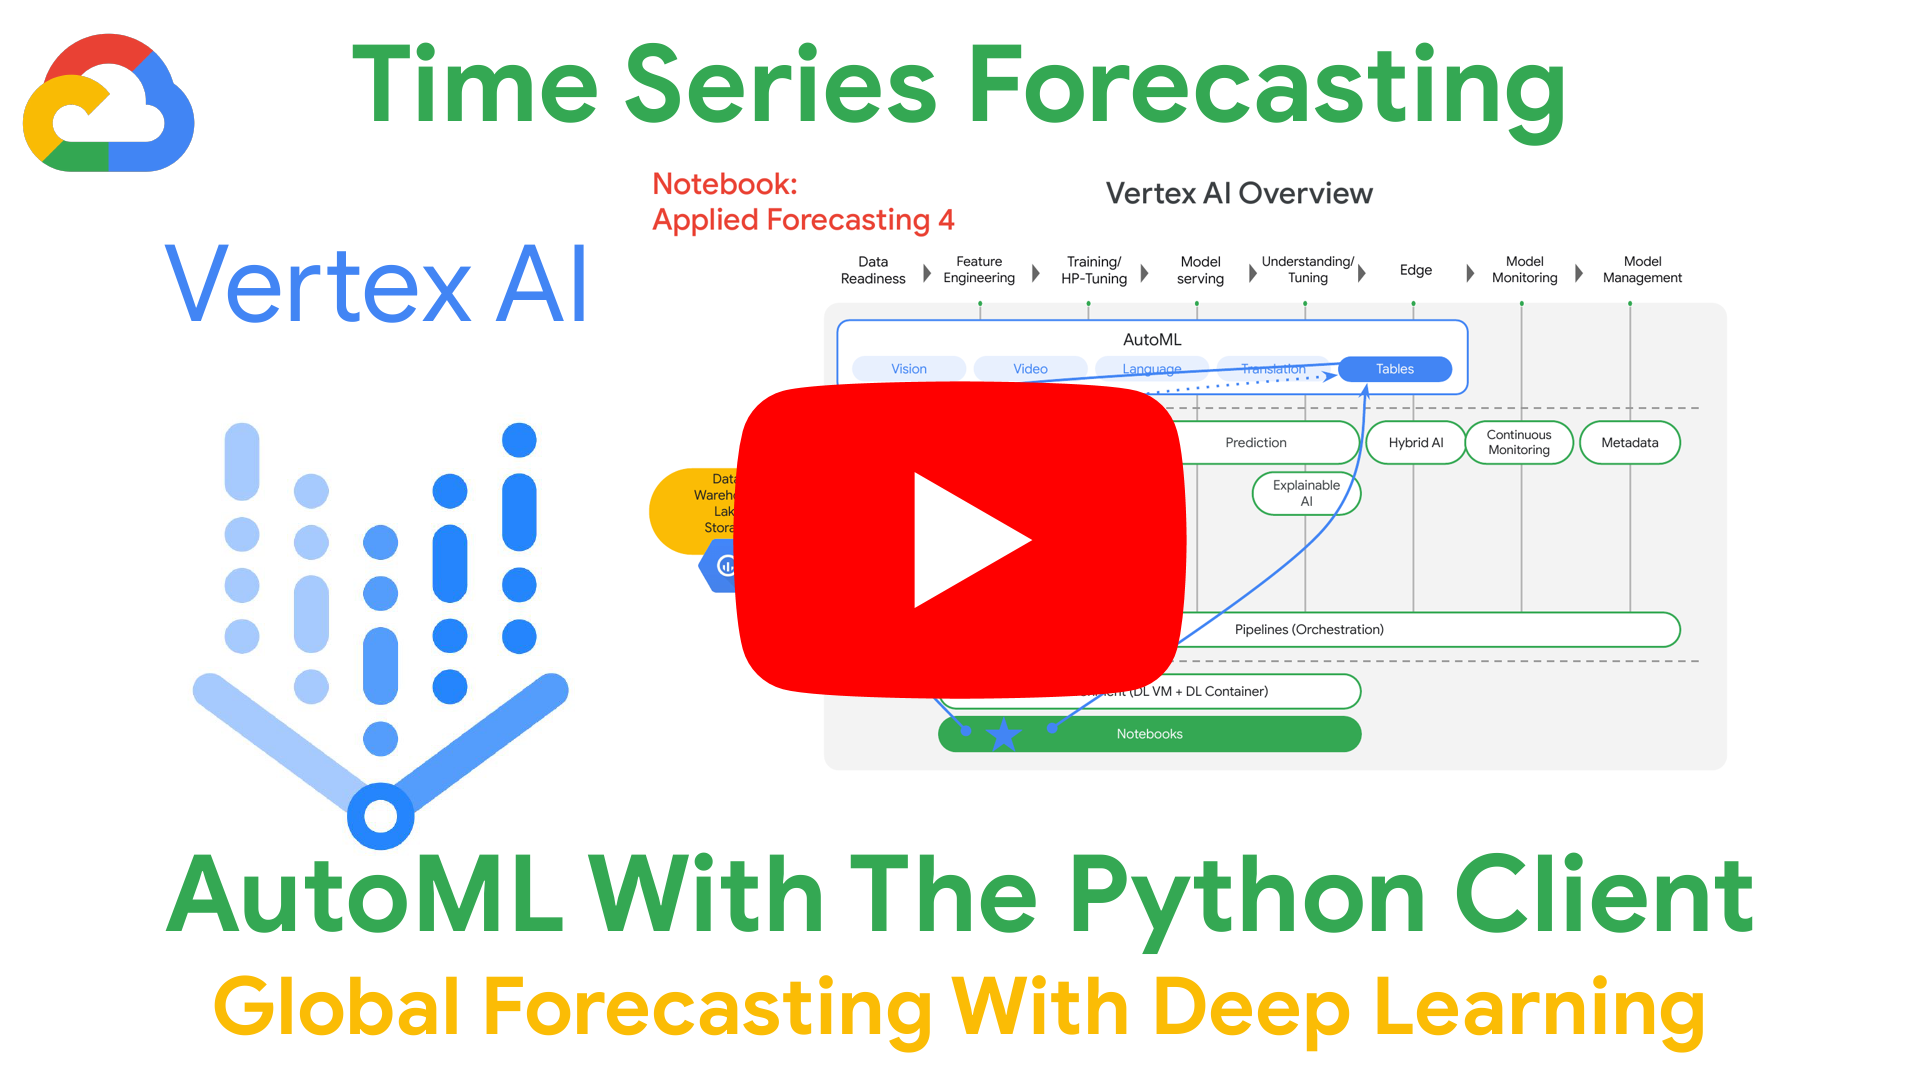 Time Series Forecasting
Notebook:
Applied Forecasting 4
Vertex AI Overview
Vertex AI
Data
Readiness
Feature
Engineering
Training/
HP-Tuning
Model
serving
Understanding/
Tuning
Edge
Model
Monitoring
Model
Management
AutoML
Vision
Video
Language
Translation
Tables
Prediction
Hybrid AI
Continuous
Monitoring
Metadata
Explainable
AI
Data
Pipelines (Orchestration)
(DL VM + DL Container)
Notebooks
AutoML With The Python Client
Global Forecasting With Deep Learning